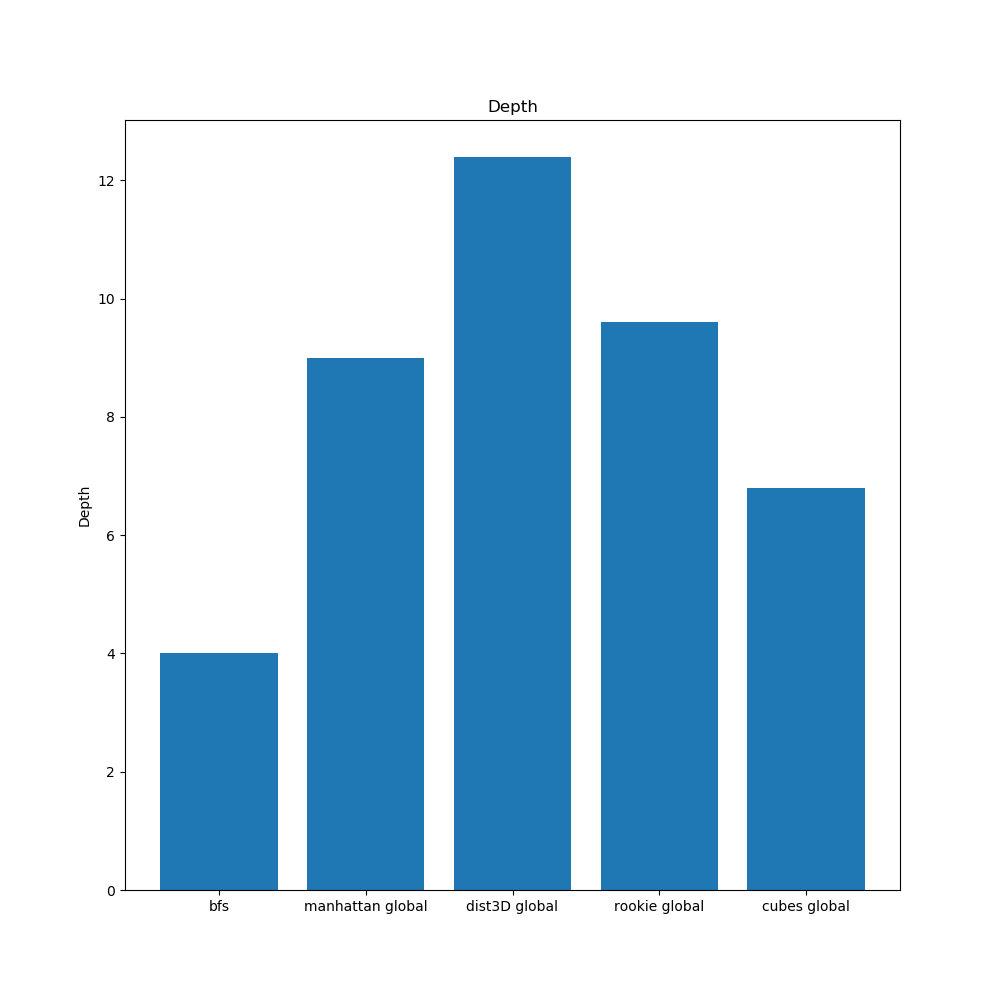 Depth
Depth
12
10
8
6
4
2
0
bfs
manhattan global
dist3D global
rookie global
cubes global